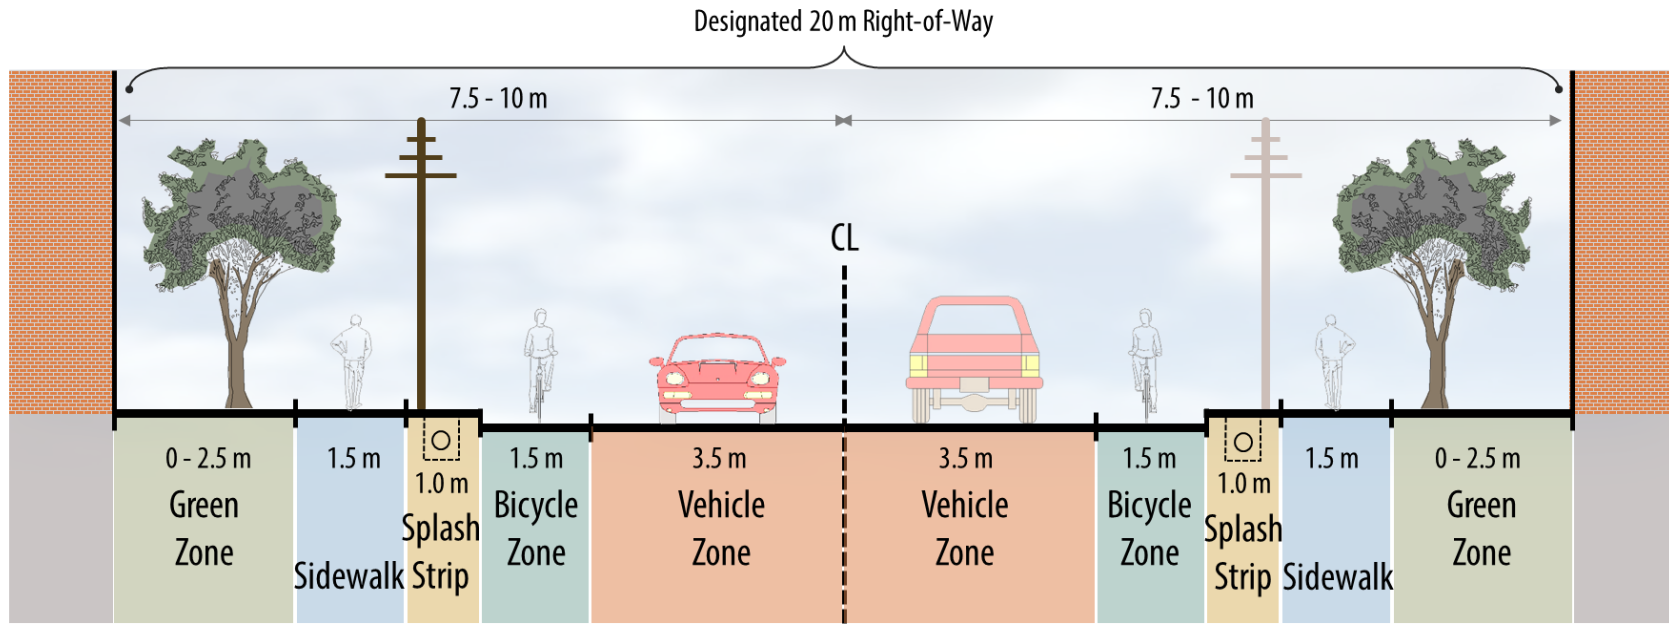 Designated 20 m Right-of-Way
7.5 - 10 m
7.5 - 10 m
CL
0 - 2.5 m
Green
Zone
1.5 m
Sidewalk
1.0 m
Splash
Strip
1.5 m
Bicycle
Zone
3.5 m
Vehicle
Zone
3.5 m
Vehicle
Zone
1.5 m
Bicycle
Zone
1.0 m
Splash
Strip
1.5 m
Sidewalk
0 - 2.5 m
Green
Zone